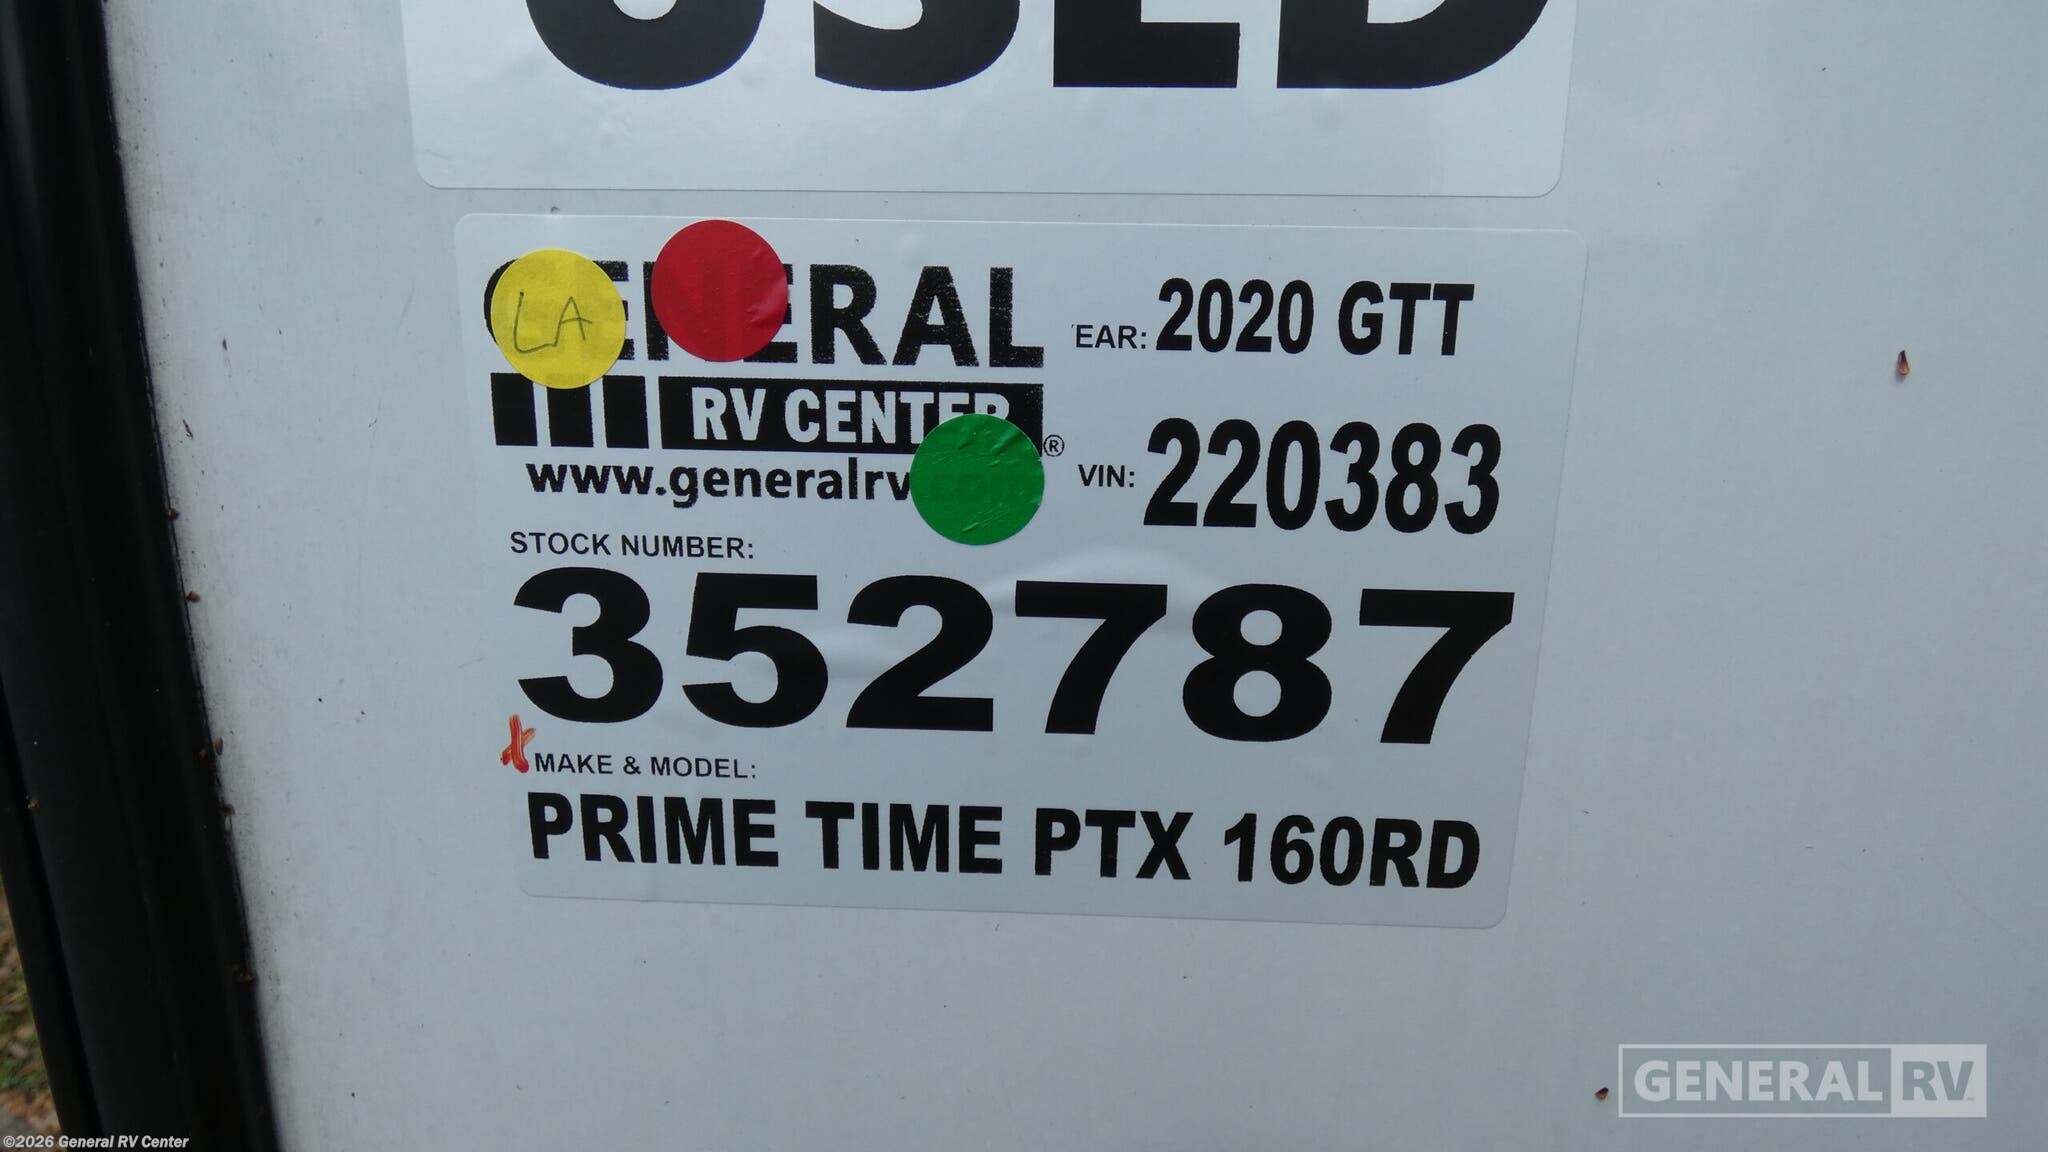 USED
GENERAL
YEAR: 2020 GTT
RV CENTER®
www.generalrv
VIN: 220383
LA
STOCK NUMBER:
352787
MAKE & MODEL:
PRIME TIME PTX 160RD
GENERAL RV
©2026 General RV Center